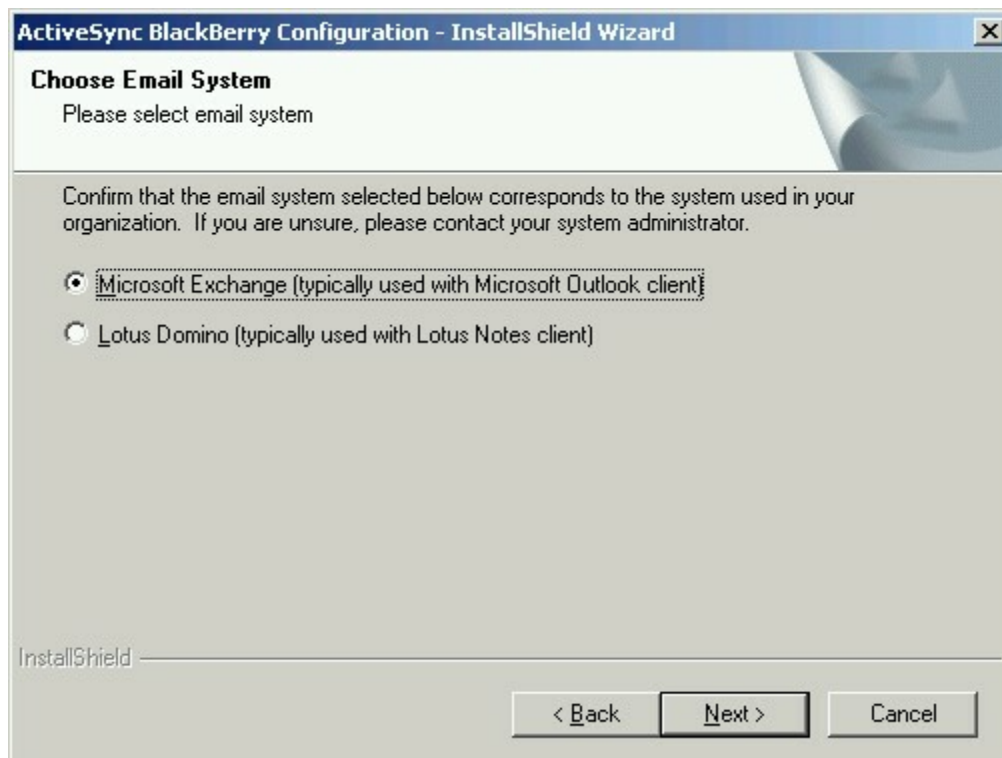 ActiveSync BlackBerry Configuration - InstallShield Wizard
Choose Email System
Please select email system
Confirm that the email system selected below corresponds to the system used in your
organization.  If you are unsure, please contact your system administrator.
Microsoft Exchange (typically used with Microsoft Outlook client)
Lotus Domino (typically used with Lotus Notes client)
InstallShield
< Back
Next >
Cancel